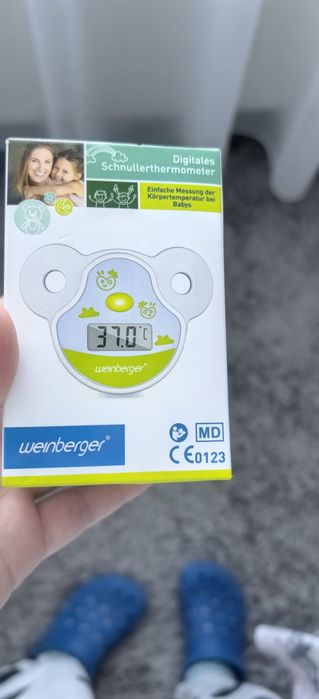 Digitales
Schnullerthermometer
Einfache Messung der
Körpertemperatur bei
Babys
37.0°C
weinberger®
weinberger®
MD
CE0123